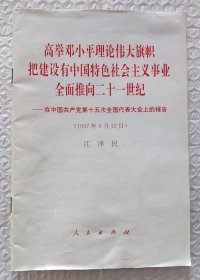 高举邓小平理论伟大旗帜
把建设有中国特色社会主义事业
全面推向二十一世纪
——在中国共产党第十五次全国代表大会上的报告
(1997年9月12日)
江泽民
人民出版社